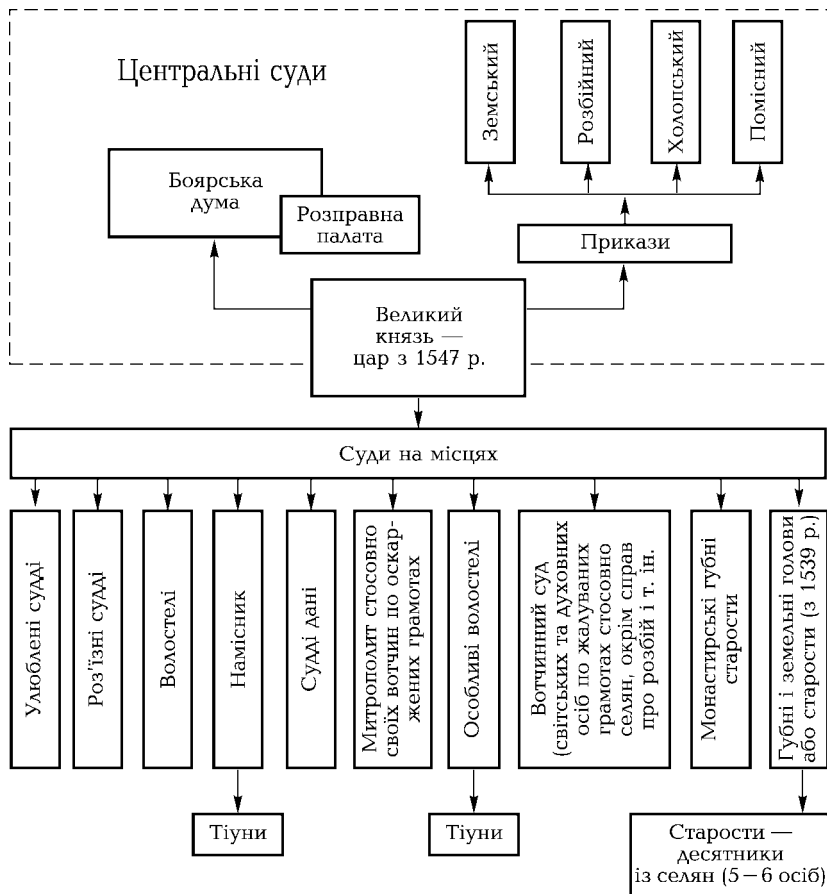 Центральні суди
Земський
Розбійний
Холопський
Помісний
Боярська
дума
Розправна
палата
Прикази
Великий
князь —
цар з 1547 р.
Суди на місцях
Улюблені судді
Роз'їзні судді
Волостелі
Намісник
Судді дані
Митрополит стосовно
своїх вотчин по оскар-
жених грамотах
Особливі волостелі
Вотчинний суд
(світських та духовних
осіб по жалуваних
грамотах стосовно
селян, окрім справ
про розбій і т. ін.
Монастирські губні
старости
Губні і земельні голови
або старости (з 1539 р.)
Тіуни
Тіуни
Старости —
десятники
із селян (5–6 осіб)